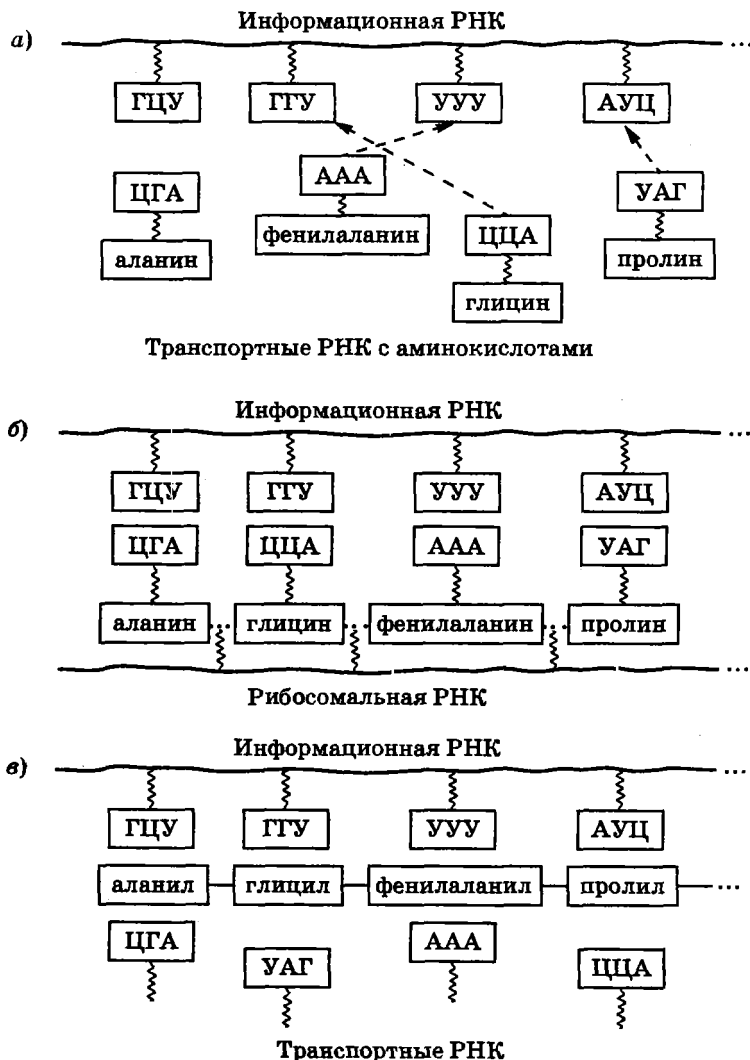 Информационная РНК
а)
...
ГЦУ ГГУ УУУ АУЦ
ААА
ЦГА УАГ
фенилаланин ЦЦА
аланин пролин
глицин
Транспортные РНК с аминокислотами
Информационная РНК
б)
...
ГЦУ ГГУ УУУ АУЦ
ЦГА ЦЦА ААА УАГ
аланин ... глицин ... фенилаланин ... пролин
...
Рибосомальная РНК
Информационная РНК
в)
...
ГЦУ ГГУ УУУ АУЦ
аланил глицил фенилаланил пролил ...
ЦГА ААА
УАГ ЦЦА
Транспортные РНК